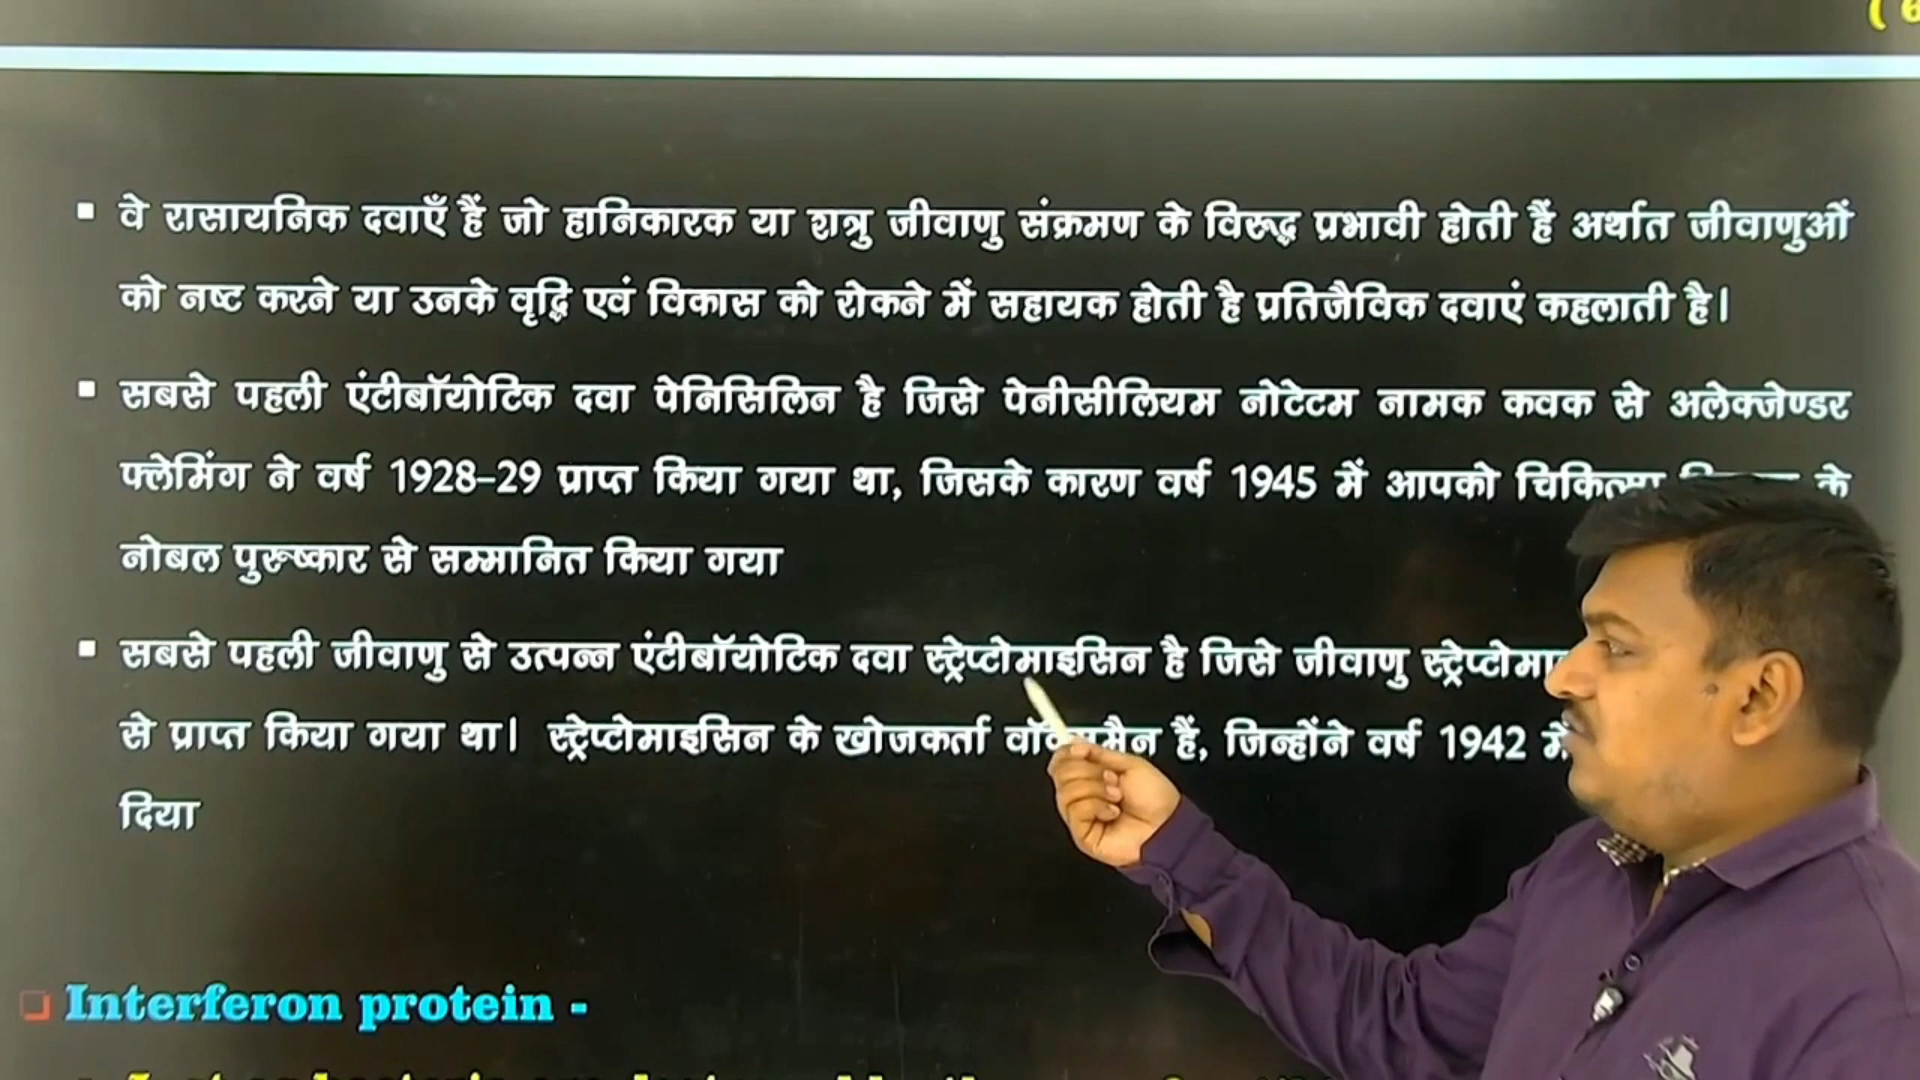 ( 6
वे रासायनिक दवाएँ हैं जो हानिकारक या शत्रु जीवाणु संक्रमण के विरूद्ध प्रभावी होती हैं अर्थात जीवाणुओं
को नष्ट करने या उनके वृद्धि एवं विकास को रोकने में सहायक होती है प्रतिजैविक दवाएं कहलाती है।
सबसे पहली एंटीबॉयोटिक दवा पेनिसिलिन है जिसे पेनीसीलियम नोटेटम नामक कवक से अलेक्जेण्डर
फ्लेमिंग ने वर्ष 1928–29 प्राप्त किया गया था, जिसके कारण वर्ष 1945 में आपको चिकित्सा के
नोबल पुरूष्कार से सम्मानित किया गया
सबसे पहली जीवाणु से उत्पन्न एंटीबॉयोटिक दवा स्ट्रेप्टोमाइसिन है जिसे जीवाणु
से प्राप्त किया गया था। स्ट्रेप्टोमाइसिन के खोजकर्ता वॉक्समैन हैं, जिन्होंने वर्ष 1942 में
दिया
Interferon protein -